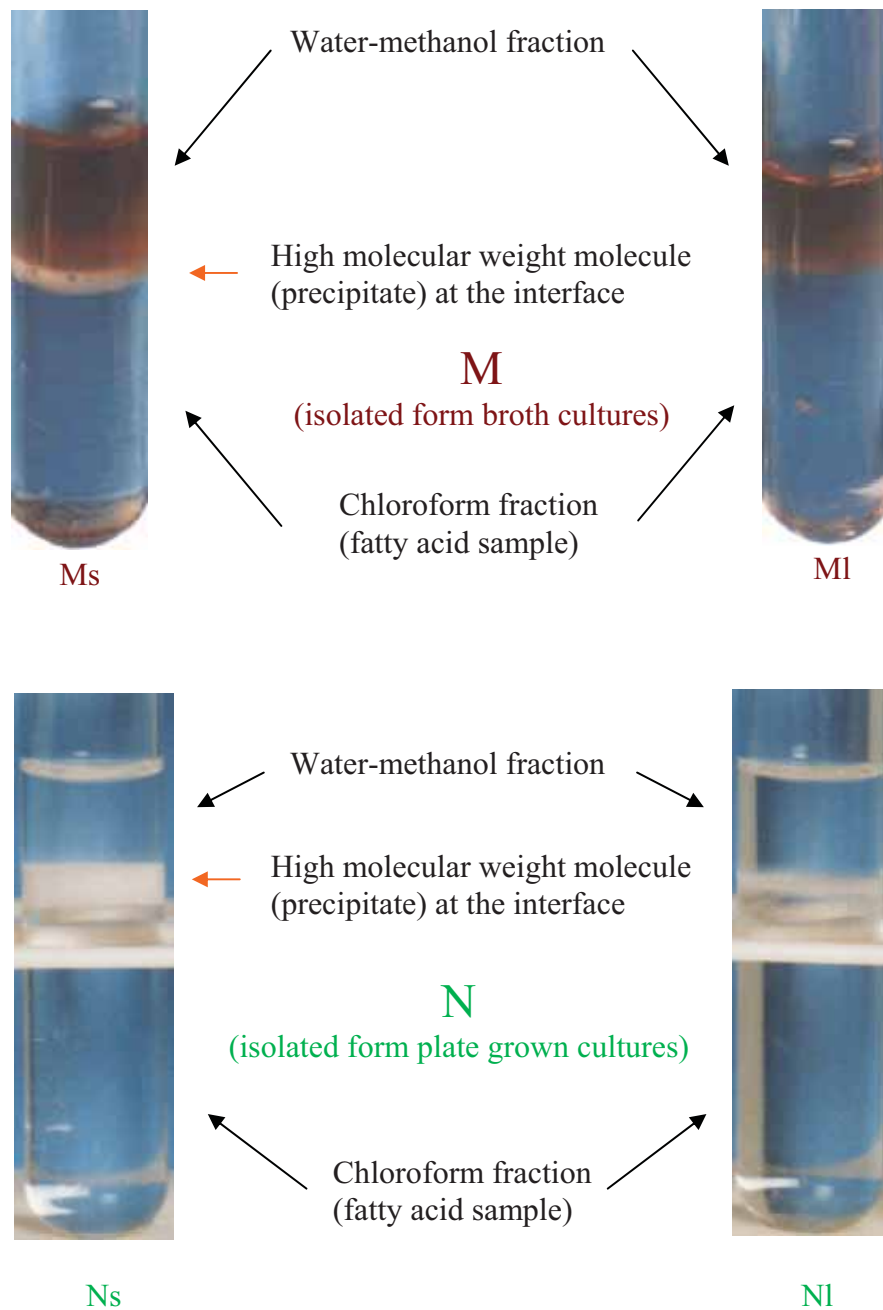 Water-methanol fraction
High molecular weight molecule
(precipitate) at the interface
M
(isolated form broth cultures)
Chloroform fraction
(fatty acid sample)
Ms
Ml
Water-methanol fraction
High molecular weight molecule
(precipitate) at the interface
N
(isolated form plate grown cultures)
Chloroform fraction
(fatty acid sample)
Ns
Nl